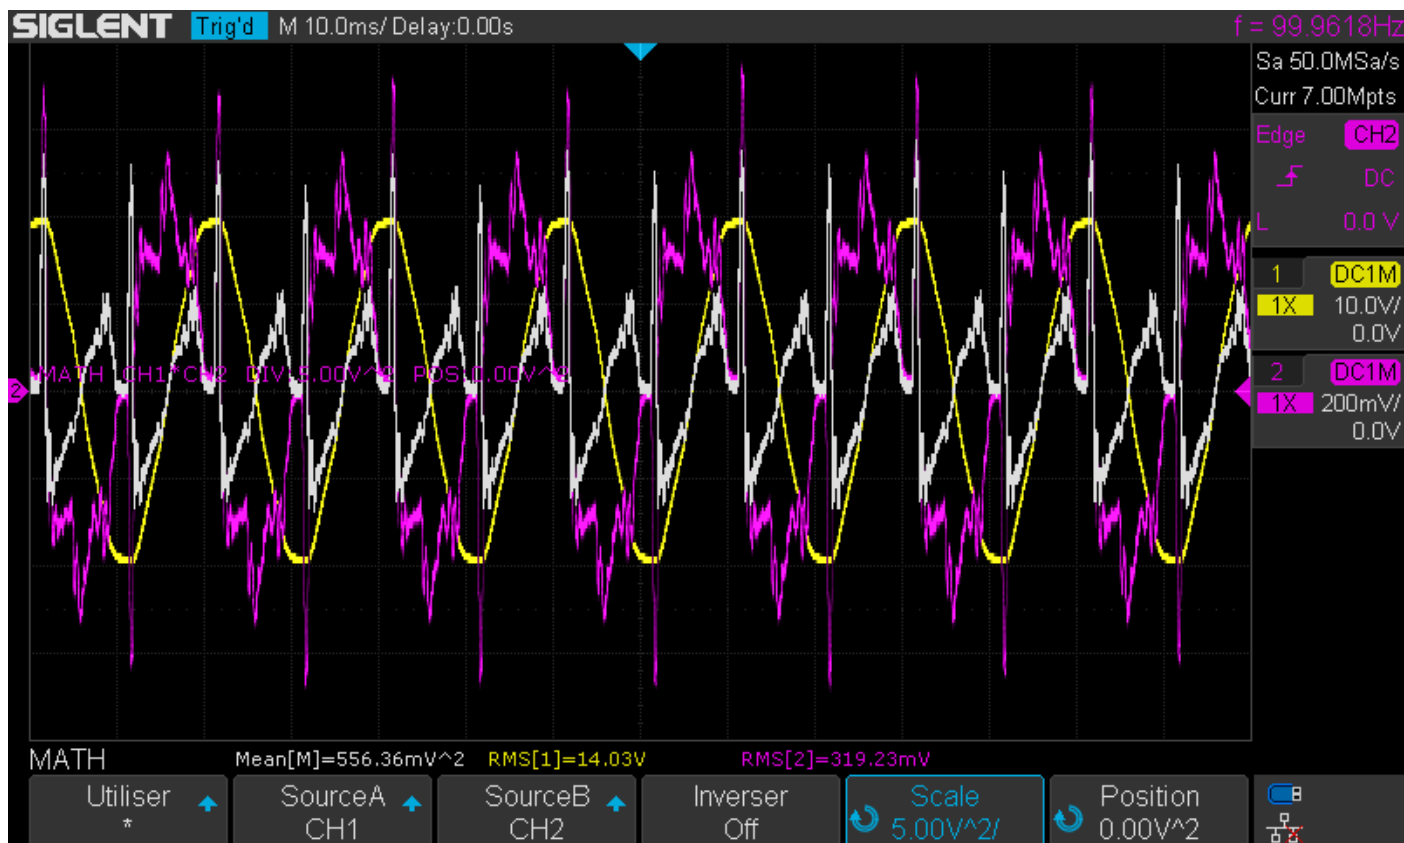 SIGLENT Trig'd M 10.0ms/ Delay:0.00s f = 99.9618Hz
Sa 50.0MSa/s
Curr 7.00Mpts
Edge CH2
DC
L 0.0 V
1 DC1M
1X 10.0V/
0.0V
MATH CH1*CH2 DIV:5.00V^2 POS:0.00V^2
2
2 DC1M
1X 200mV/
0.0V
MATH Mean[M]=556.36mV^2 RMS[1]=14.03V RMS[2]=319.23mV
Utiliser SourceA SourceB Inverser Scale Position
* CH1 CH2 Off 5.00V^2/ 0.00V^2